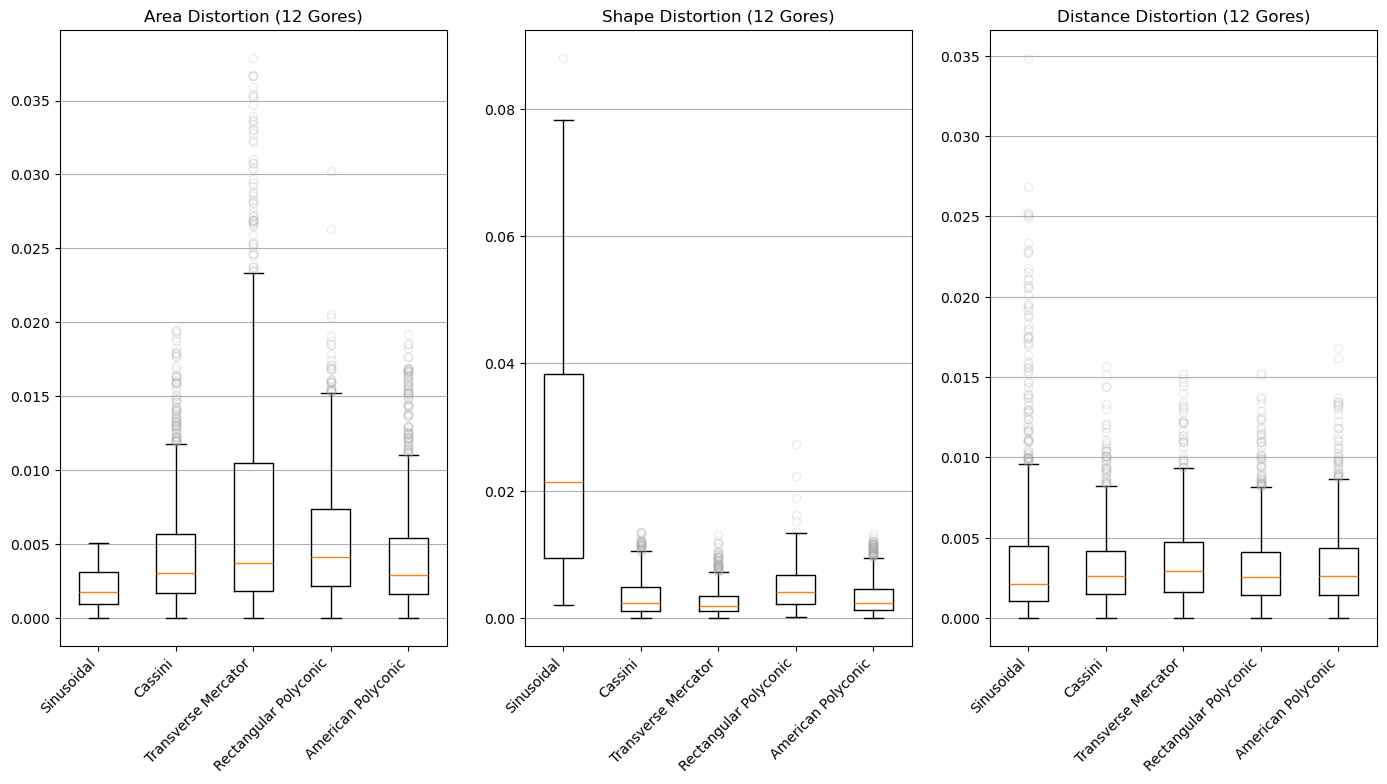 Area Distortion (12 Gores)
0.035
0.030
0.025
0.020
0.015
0.010
0.005
0.000
Sinusoidal
Cassini
Transverse Mercator
Rectangular Polyconic
American Polyconic
Shape Distortion (12 Gores)
0.08
0.06
0.04
0.02
0.00
Sinusoidal
Cassini
Transverse Mercator
Rectangular Polyconic
American Polyconic
Distance Distortion (12 Gores)
0.035
0.030
0.025
0.020
0.015
0.010
0.005
0.000
Sinusoidal
Cassini
Transverse Mercator
Rectangular Polyconic
American Polyconic